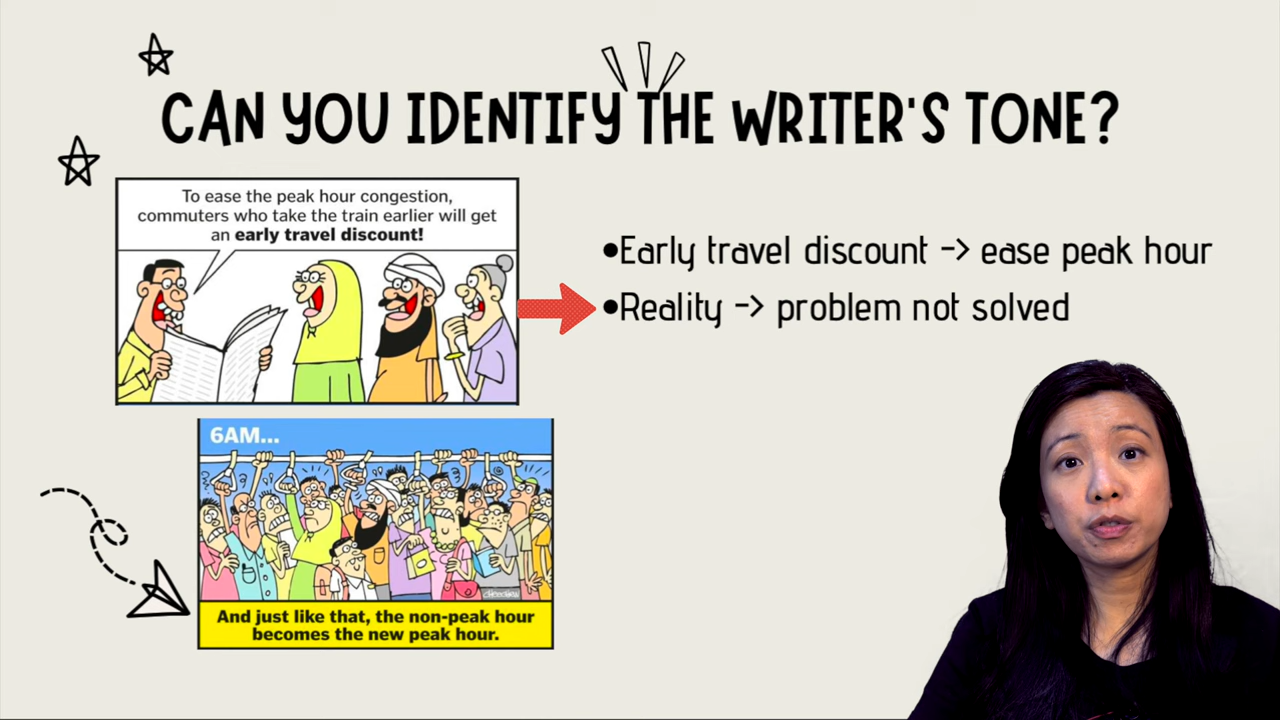 CAN YOU IDENTIFY THE WRITER'S TONE?
To ease the peak hour congestion,
commuters who take the train earlier will get
an early travel discount!
•Early travel discount -> ease peak hour
•Reality -> problem not solved
6AM...
And just like that, the non-peak hour
becomes the new peak hour.